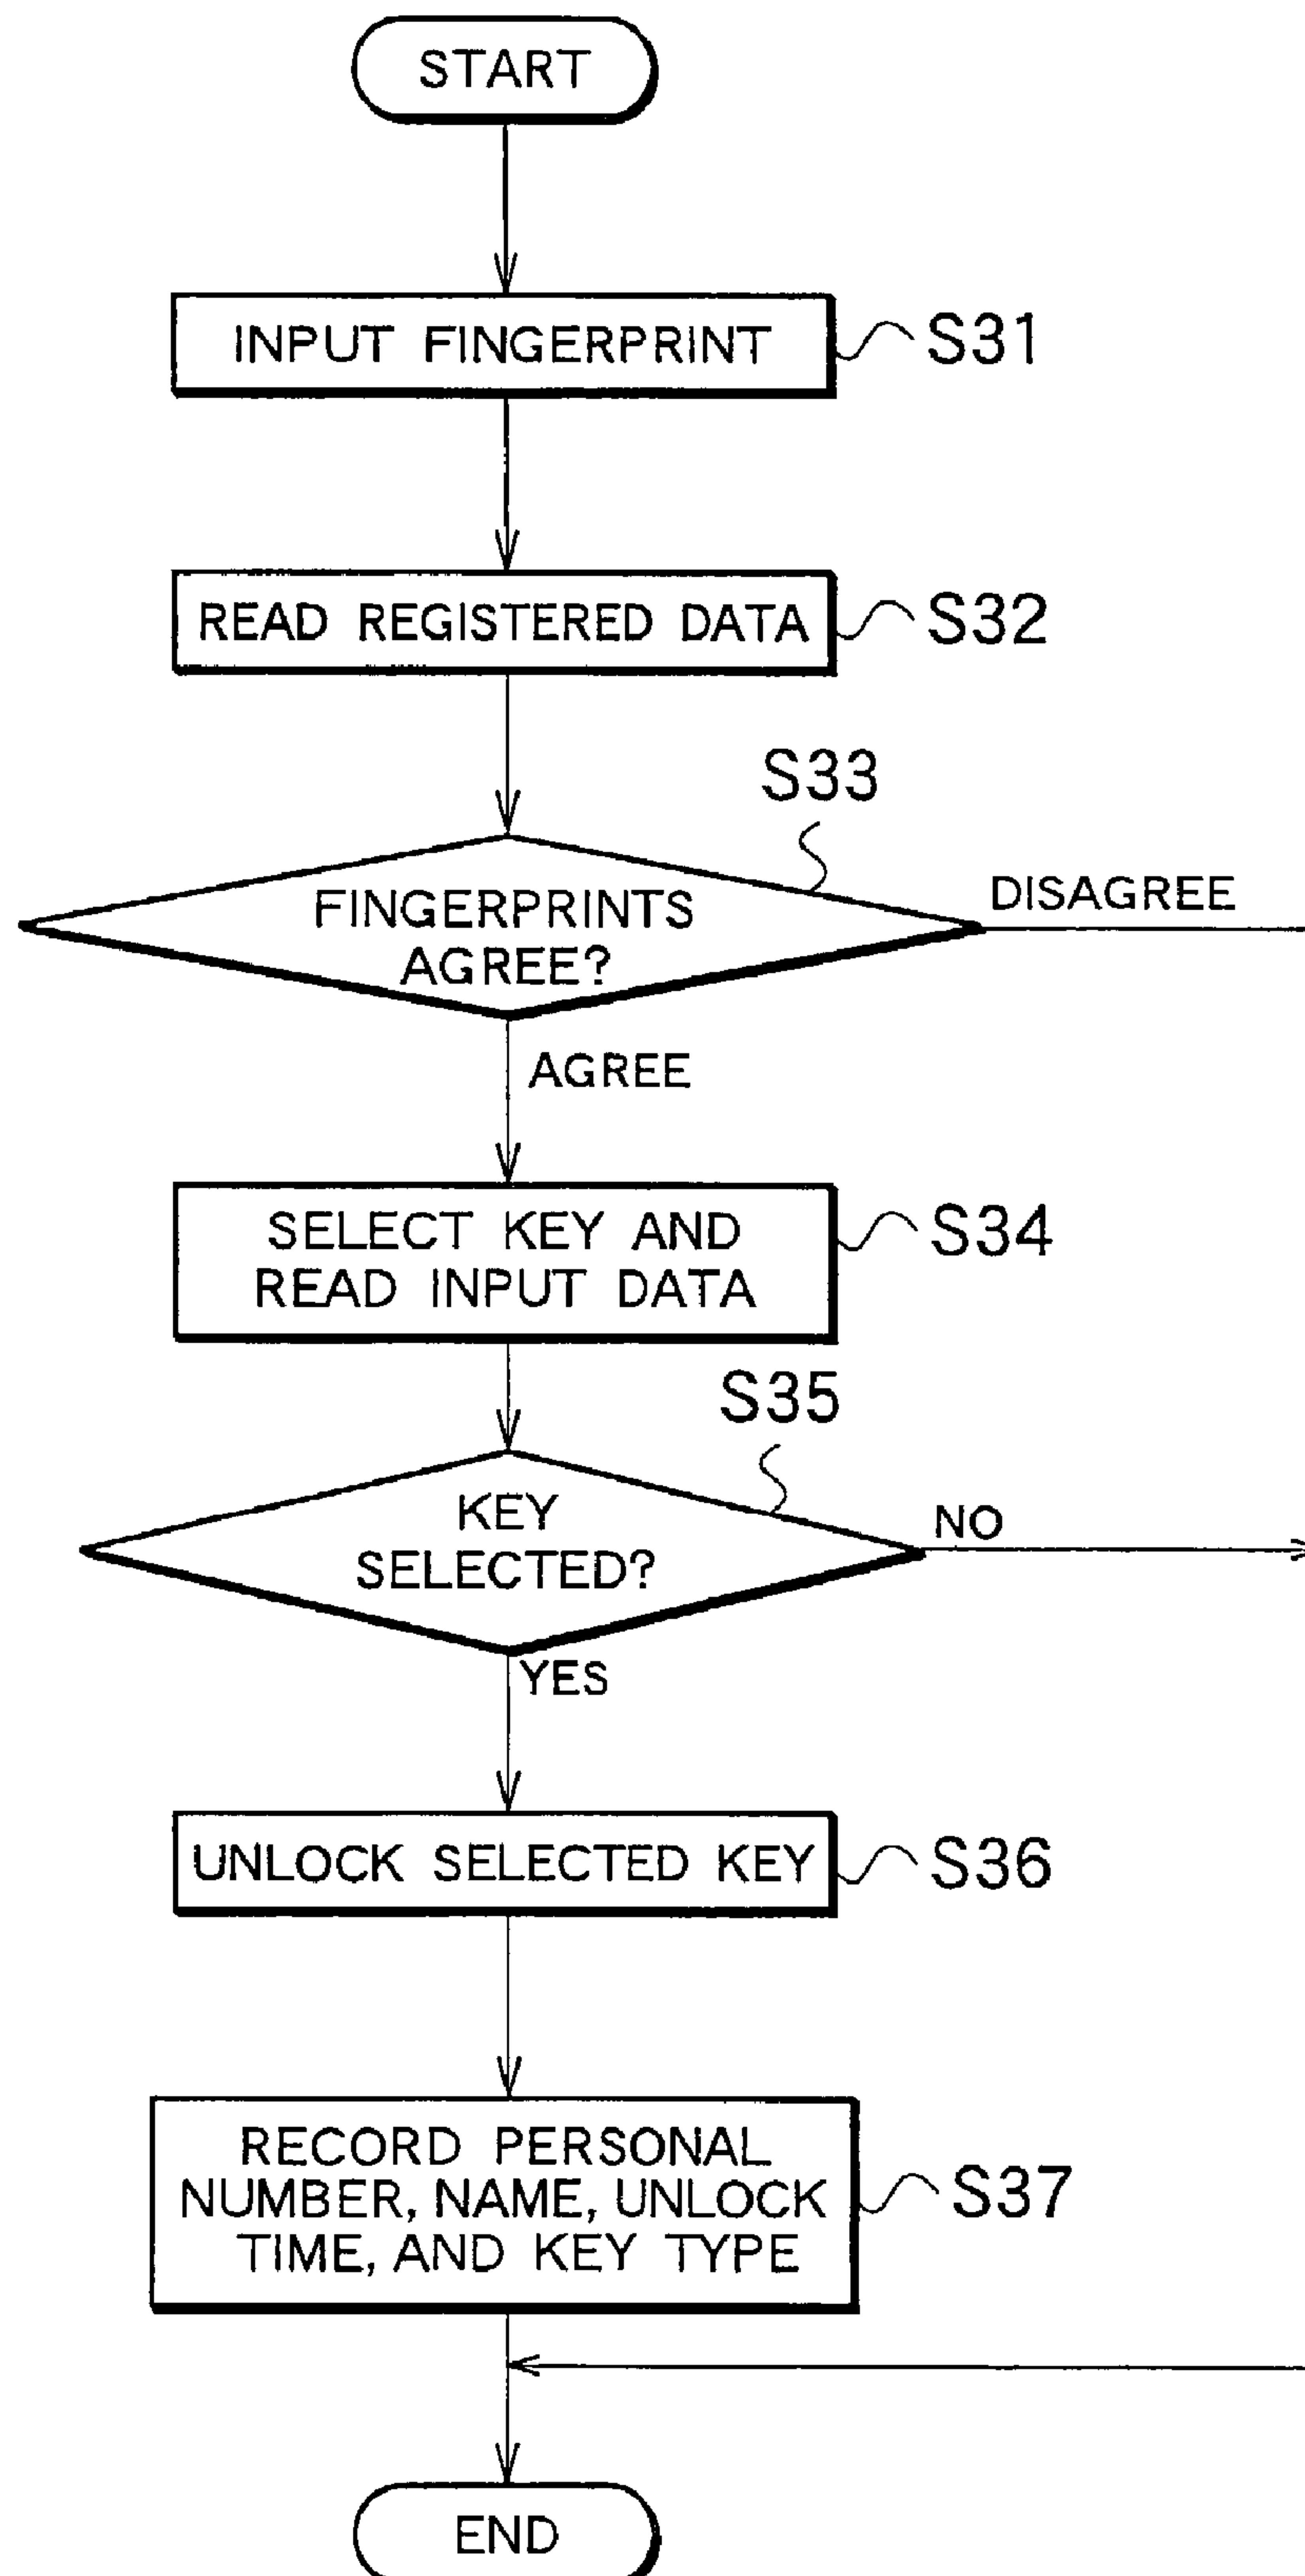 START
INPUT FINGERPRINT
S31
READ REGISTERED DATA
S32
S33
FINGERPRINTS
AGREE?
DISAGREE
AGREE
SELECT KEY AND
READ INPUT DATA
S34
S35
KEY
SELECTED?
NO
YES
UNLOCK SELECTED KEY
S36
RECORD PERSONAL
NUMBER, NAME, UNLOCK
TIME, AND KEY TYPE
S37
END